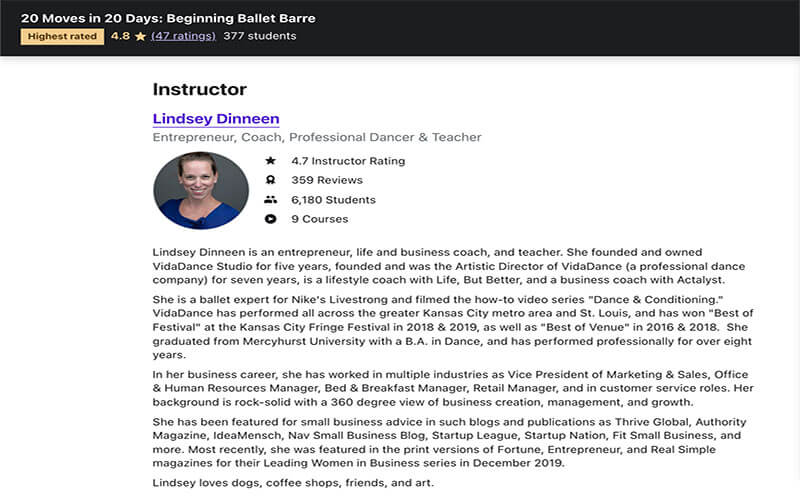 20 Moves in 20 Days: Beginning Ballet Barre
Highest rated 4.8 (47 ratings) 377 students
Instructor
Lindsey Dinneen
Entrepreneur, Coach, Professional Dancer & Teacher
4.7 Instructor Rating
359 Reviews
6,180 Students
9 Courses
Lindsey Dinneen is an entrepreneur, life and business coach, and teacher. She founded and owned
VidaDance Studio for five years, founded and was the Artistic Director of VidaDance (a professional dance
company) for seven years, is a lifestyle coach with Life, But Better, and a business coach with Actalyst.
She is a ballet expert for Nike's Livestrong and filmed the how-to video series "Dance & Conditioning."
VidaDance has performed all across the greater Kansas City metro area and St. Louis, and has won "Best of
Festival" at the Kansas City Fringe Festival in 2018 & 2019, as well as "Best of Venue" in 2016 & 2018. She
graduated from Mercyhurst University with a B.A. in Dance, and has performed professionally for over eight
years.
In her business career, she has worked in multiple industries as Vice President of Marketing & Sales, Office
& Human Resources Manager, Bed & Breakfast Manager, Retail Manager, and in customer service roles. Her
background is rock-solid with a 360 degree view of business creation, management, and growth.
She has been featured for small business advice in such blogs and publications as Thrive Global, Authority
Magazine, IdeaMensch, Nav Small Business Blog, Startup League, Startup Nation, Fit Small Business, and
more. Most recently, she was featured in the print versions of Fortune, Entrepreneur, and Real Simple
magazines for their Leading Women in Business series in December 2019.
Lindsey loves dogs, coffee shops, friends, and art.